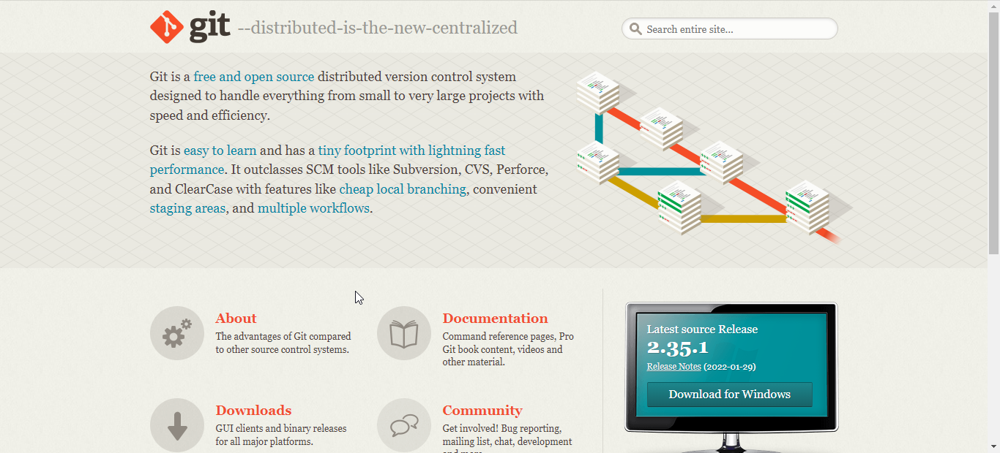 git --distributed-is-the-new-centralized
Search entire site...
Git is a free and open source distributed version control system
designed to handle everything from small to very large projects with
speed and efficiency.
Git is easy to learn and has a tiny footprint with lightning fast
performance. It outclasses SCM tools like Subversion, CVS, Perforce,
and ClearCase with features like cheap local branching, convenient
staging areas, and multiple workflows.
About
The advantages of Git compared
to other source control systems.
Documentation
Command reference pages, Pro
Git book content, videos and
other material.
Downloads
GUI clients and binary releases
for all major platforms.
Community
Get involved! Bug reporting,
mailing list, chat, development
and more.
Latest source Release
2.35.1
Release Notes (2022-01-29)
Download for Windows